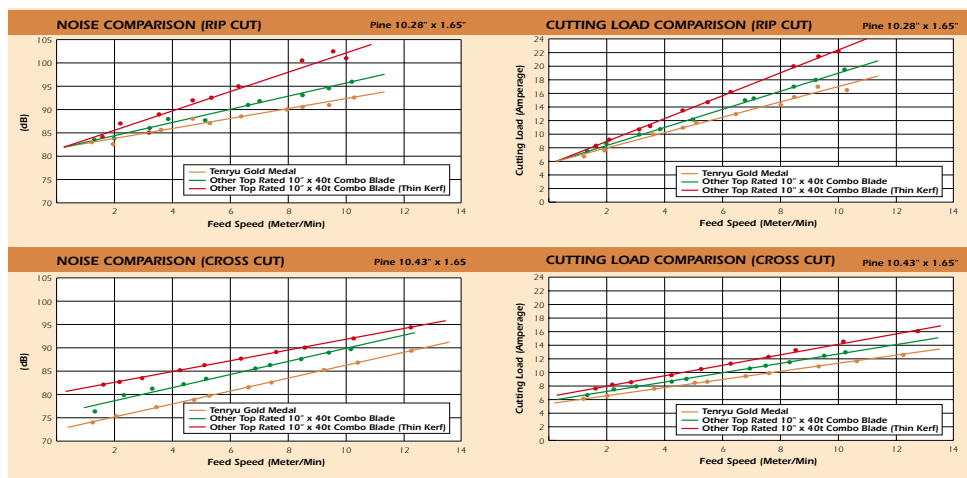 NOISE COMPARISON (RIP CUT) Pine 10.28" x 1.65"
105
100
95
90
85
80
75
70
(dB)
2 4 6 8 10 12 14
Feed Speed (Meter/Min)
Tenryu Gold Medal
Other Top Rated 10" x 40t Combo Blade
Other Top Rated 10" x 40t Combo Blade (Thin Kerf)
CUTTING LOAD COMPARISON (RIP CUT) Pine 10.28" x 1.65"
24
22
20
18
16
14
12
10
8
6
4
2
0
Cutting Load (Amperage)
2 4 6 8 10 12 14
Feed Speed (Meter/Min)
Tenryu Gold Medal
Other Top Rated 10" x 40t Combo Blade
Other Top Rated 10" x 40t Combo Blade (Thin Kerf)
NOISE COMPARISON (CROSS CUT) Pine 10.43" x 1.65
105
100
95
90
85
80
75
70
(dB)
2 4 6 8 10 12 14
Feed Speed (Meter/Min)
Tenryu Gold Medal
Other Top Rated 10" x 40t Combo Blade
Other Top Rated 10" x 40t Combo Blade (Thin Kerf)
CUTTING LOAD COMPARISON (CROSS CUT) Pine 10.43" x 1.65"
24
22
20
18
16
14
12
10
8
6
4
2
0
Cutting Load (Amperage)
2 4 6 8 10 12 14
Feed Speed (Meter/Min)
Tenryu Gold Medal
Other Top Rated 10" x 40t Combo Blade
Other Top Rated 10" x 40t Combo Blade (Thin Kerf)